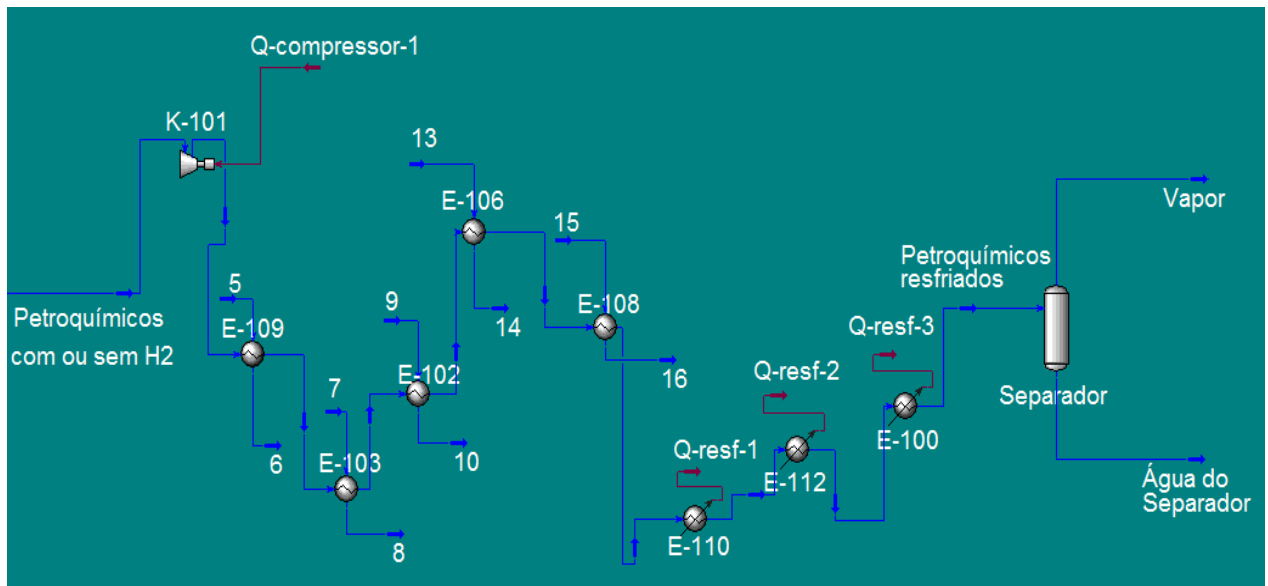 Q-compressor-1
K-101
13
E-106
15
Vapor
Petroquímicos
resfriados
5
9
E-108
Petroquímicos
com ou sem H2
E-109
14
Q-resf-3
E-102
16
7
Q-resf-2
Separador
E-100
6
E-103
10
Q-resf-1
E-112
Água do
Separador
8
E-110